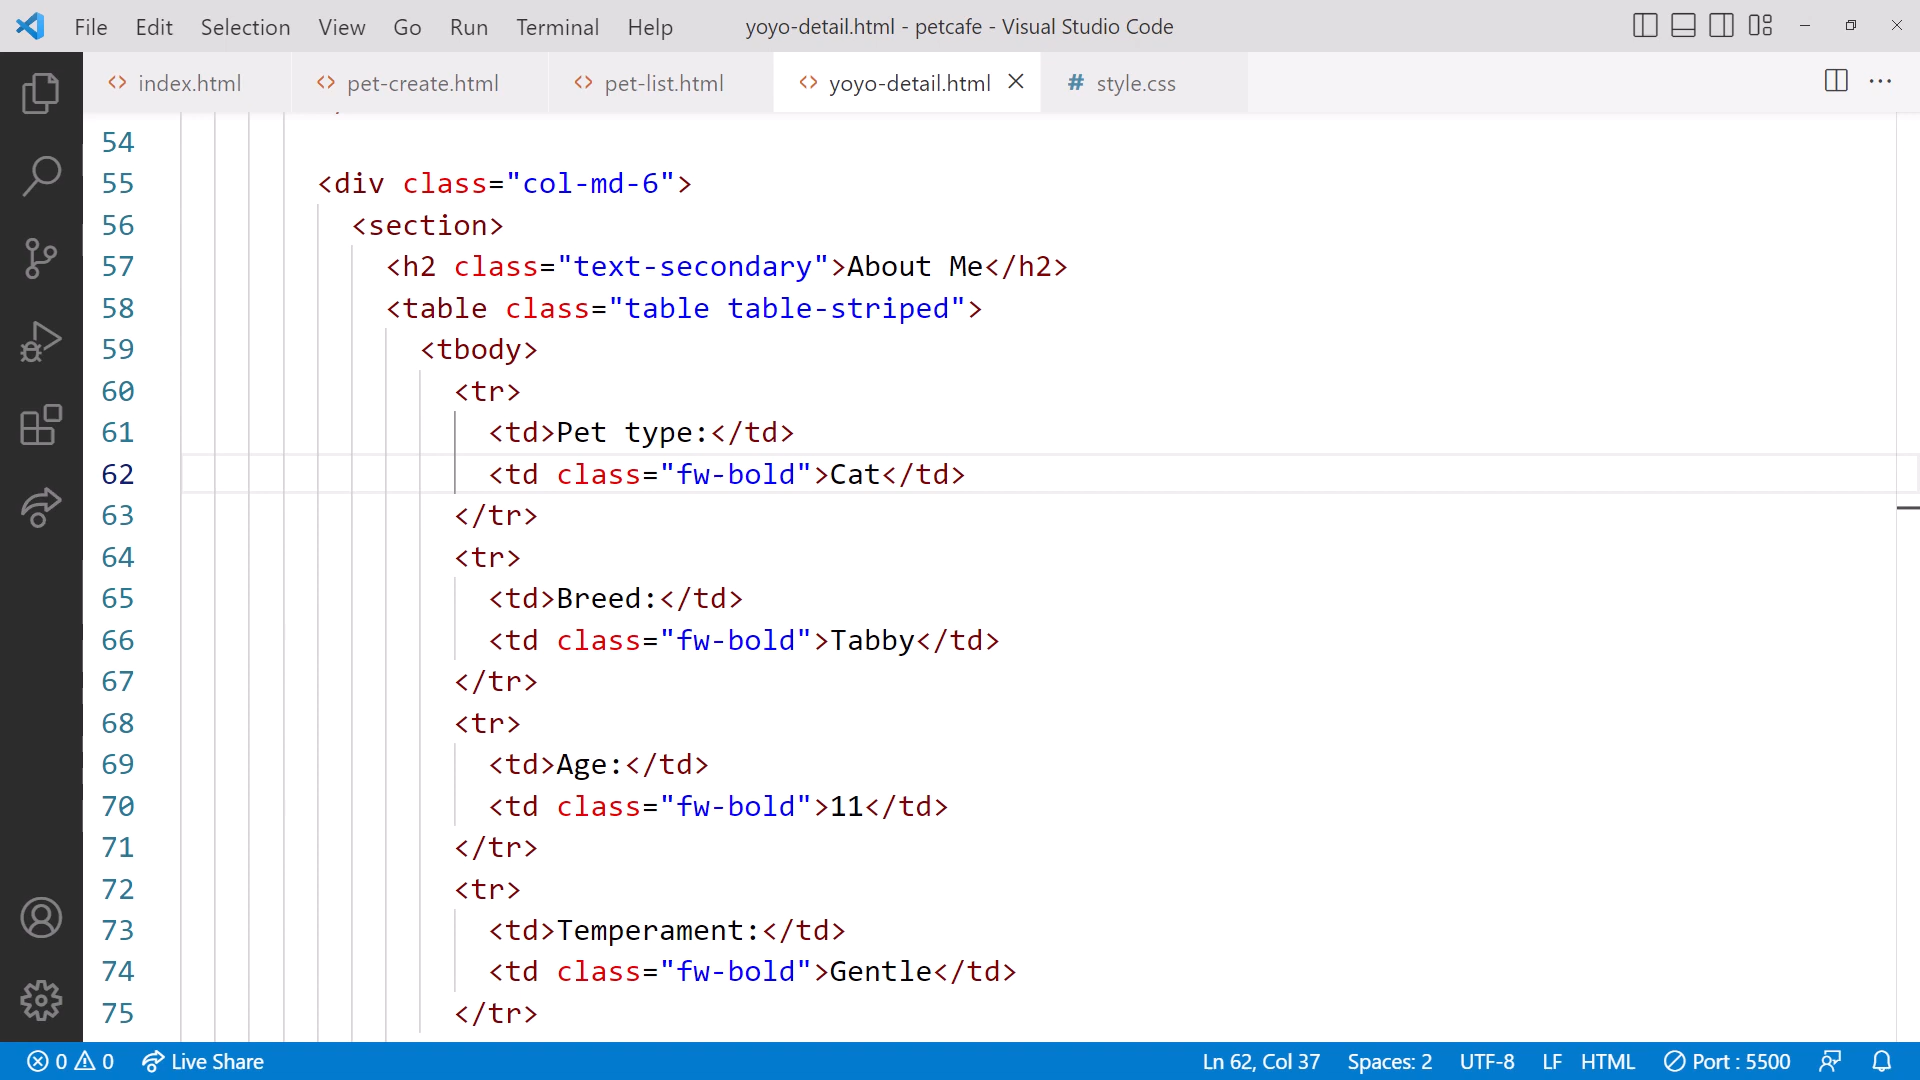 File Edit Selection View Go Run Terminal Help yoyo-detail.html - petcafe - Visual Studio Code
index.html pet-create.html pet-list.html yoyo-detail.html # style.css
54
55 <div class="col-md-6">
56 <section>
57 <h2 class="text-secondary">About Me</h2>
58 <table class="table table-striped">
59 <tbody>
60 <tr>
61 <td>Pet type:</td>
62 <td class="fw-bold">Cat</td>
63 </tr>
64 <tr>
65 <td>Breed:</td>
66 <td class="fw-bold">Tabby</td>
67 </tr>
68 <tr>
69 <td>Age:</td>
70 <td class="fw-bold">11</td>
71 </tr>
72 <tr>
73 <td>Temperament:</td>
74 <td class="fw-bold">Gentle</td>
75 </tr>
0 0 Live Share Ln 62, Col 37 Spaces: 2 UTF-8 LF HTML Port : 5500